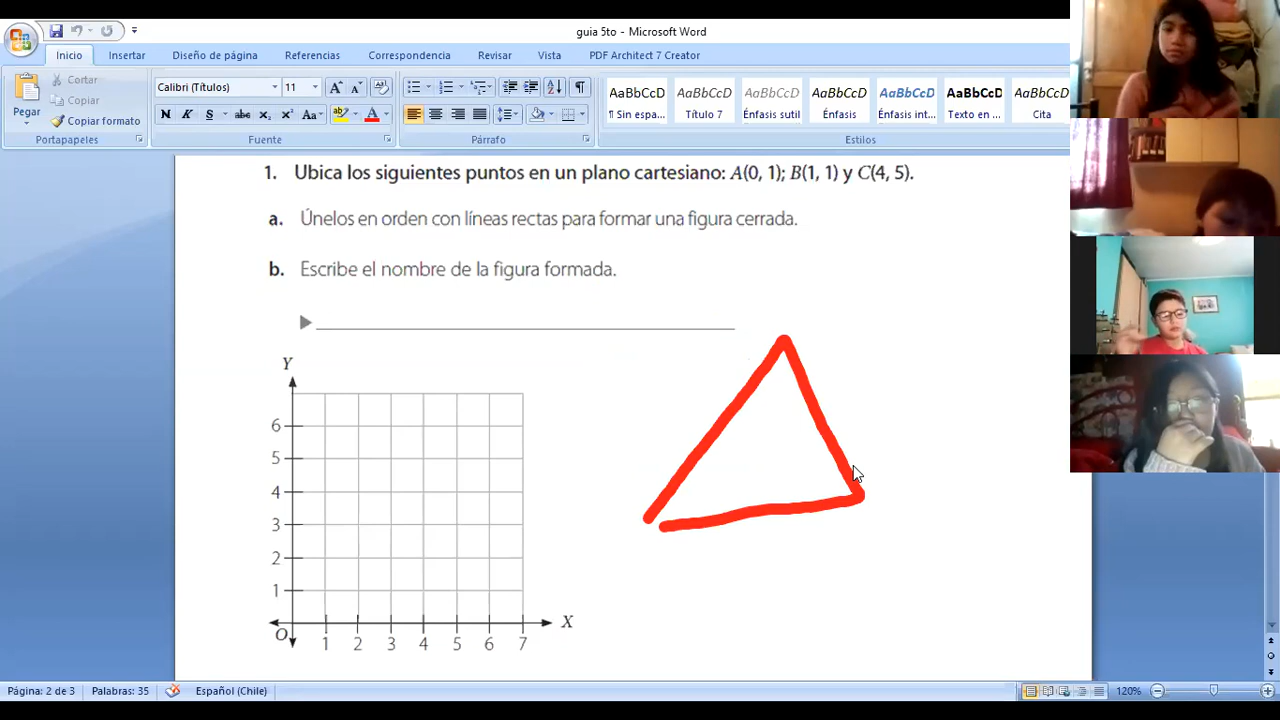 guia 5to - Microsoft Word
Inicio Insertar Diseño de página Referencias Correspondencia Revisar Vista PDF Architect 7 Creator
Pegar
Cortar
Copiar
Copiar formato
Portapapeles
Calibri (Títulos) 11
N K S abc x₂ x² Aa A A
Fuente
Párrafo
AaBbCcD AaBbCcD AaBbCcD AaBbCcD AaBbCcD AaBbCcD AaBbCcD
¶ Sin espa... Título 7 Énfasis sutil Énfasis Énfasis int... Texto en ... Cita
Estilos
1. Ubica los siguientes puntos en un plano cartesiano: A(0, 1); B(1, 1) y C(4, 5).
a. Únelos en orden con líneas rectas para formar una figura cerrada.
b. Escribe el nombre de la figura formada.
Y
6
5
4
3
2
1
O
1 2 3 4 5 6 7
X
Página: 2 de 3 Palabras: 35 Español (Chile) 120%